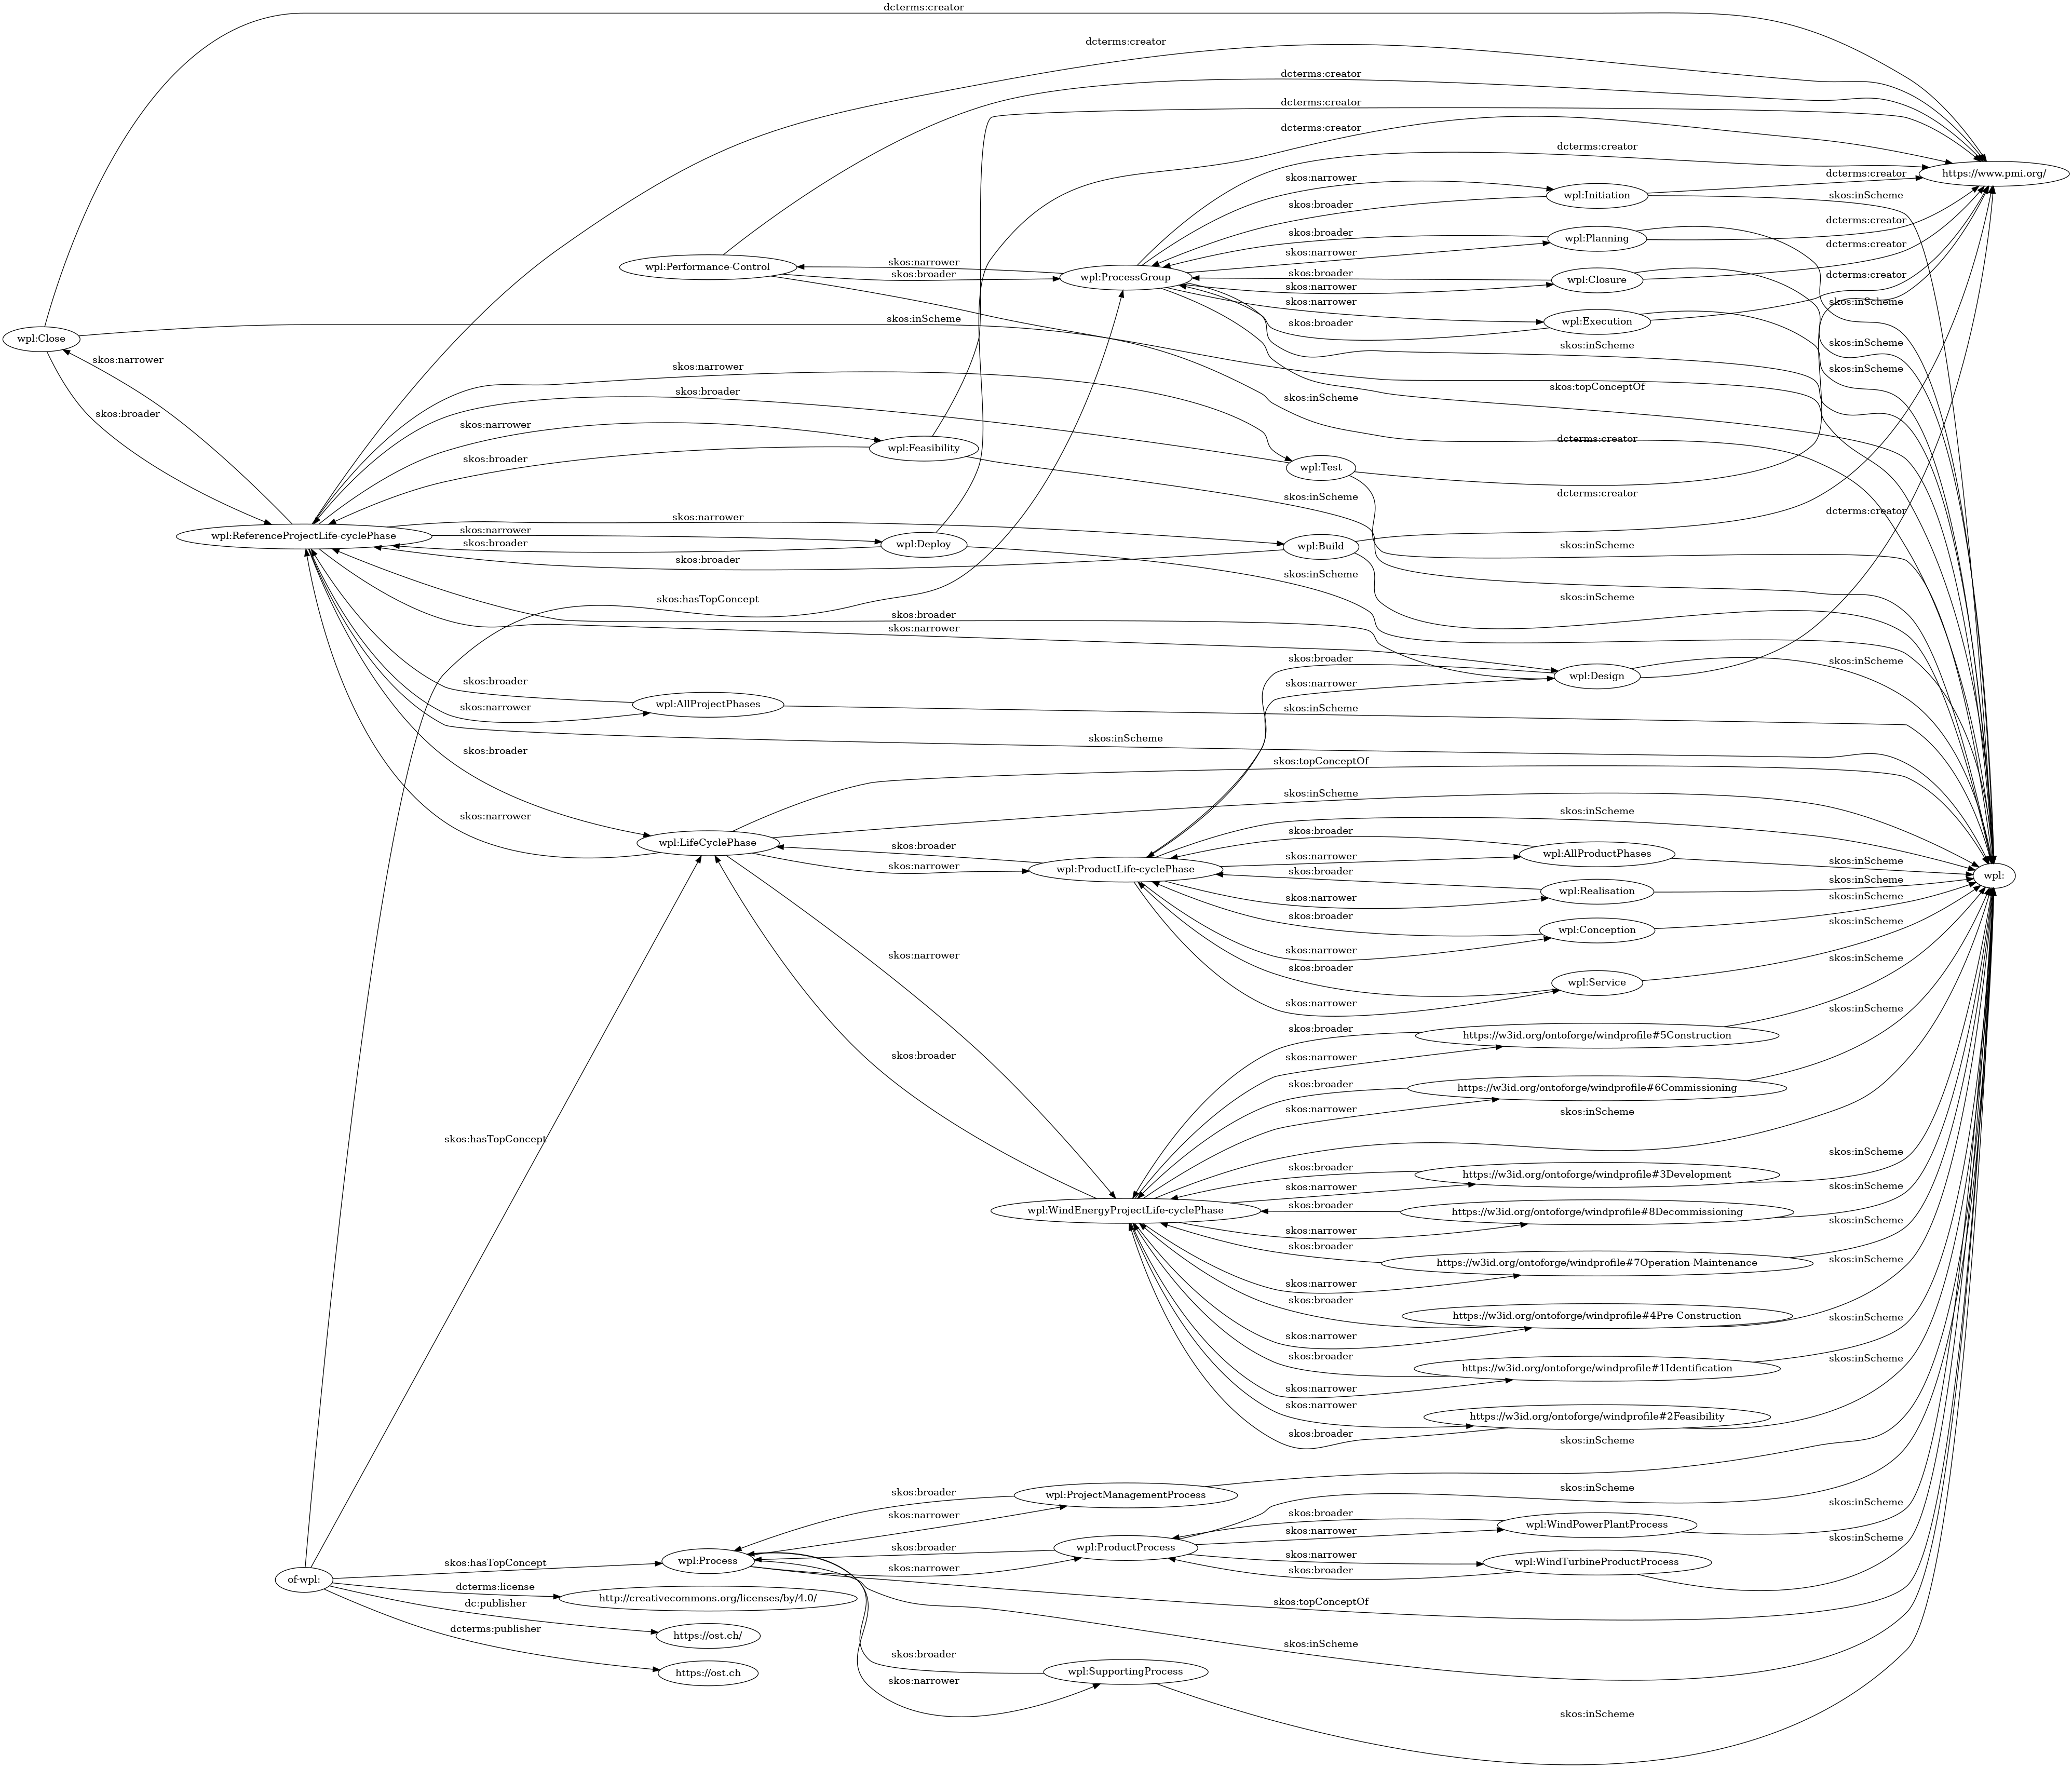 dcterms:creator
dcterms:creator
dcterms:creator
dcterms:creator
dcterms:creator
dcterms:creator
https://www.pmi.org/
dcterms:creator
skos:narrower
wpl:Initiation
skos:inScheme
skos:broader
dcterms:creator
skos:broader
wpl:Planning
dcterms:creator
skos:narrower
skos:narrower
wpl:Performance-Control
skos:broader
wpl:ProcessGroup
skos:broader
wpl:Closure
skos:narrower
dcterms:creator
skos:narrower
skos:inScheme
wpl:Execution
skos:broader
skos:inScheme
wpl:Close
skos:inScheme
skos:inScheme
skos:narrower
skos:narrower
skos:inScheme
skos:topConceptOf
skos:broader
skos:inScheme
skos:broader
skos:narrower
dcterms:creator
wpl:Feasibility
skos:broader
wpl:Test
dcterms:creator
skos:inScheme
dcterms:creator
skos:narrower
skos:narrower
wpl:ReferenceProjectLife-cyclePhase
skos:broader
wpl:Deploy
wpl:Build
skos:inScheme
skos:broader
skos:inScheme
skos:hasTopConcept
skos:inScheme
skos:broader
skos:narrower
skos:broader
skos:inScheme
wpl:Design
skos:broader
skos:narrower
wpl:AllProjectPhases
skos:narrower
skos:inScheme
skos:inScheme
skos:broader
skos:topConceptOf
skos:inScheme
skos:narrower
skos:inScheme
wpl:LifeCyclePhase
skos:broader
skos:broader
wpl:AllProductPhases
skos:narrower
skos:inScheme
skos:narrower
wpl:ProductLife-cyclePhase
skos:broader
wpl:
skos:inScheme
wpl:Realisation
skos:narrower
skos:inScheme
skos:broader
wpl:Conception
skos:inScheme
skos:narrower
skos:narrower
skos:inScheme
skos:broader
wpl:Service
skos:narrower
skos:inScheme
skos:broader
https://w3id.org/ontoforge/windprofile#5Construction
skos:broader
skos:narrower
skos:broader
https://w3id.org/ontoforge/windprofile#6Commissioning
skos:narrower
skos:inScheme
skos:hasTopConcept
skos:inScheme
skos:broader
https://w3id.org/ontoforge/windprofile#3Development
skos:narrower
skos:inScheme
skos:broader
wpl:WindEnergyProjectLife-cyclePhase
https://w3id.org/ontoforge/windprofile#8Decommissioning
skos:narrower
skos:inScheme
skos:broader
https://w3id.org/ontoforge/windprofile#7Operation-Maintenance
skos:inScheme
skos:narrower
skos:broader
https://w3id.org/ontoforge/windprofile#4Pre-Construction
skos:inScheme
skos:narrower
skos:broader
skos:inScheme
https://w3id.org/ontoforge/windprofile#1Identification
skos:narrower
skos:narrower
https://w3id.org/ontoforge/windprofile#2Feasibility
skos:broader
skos:inScheme
skos:inScheme
skos:broader
wpl:ProjectManagementProcess
skos:inScheme
skos:narrower
skos:broader
wpl:WindPowerPlantProcess
skos:narrower
skos:inScheme
skos:broader
wpl:ProductProcess
skos:hasTopConcept
wpl:Process
skos:narrower
skos:narrower
wpl:WindTurbineProductProcess
skos:broader
of-wpl:
dcterms:license
http://creativecommons.org/licenses/by/4.0/
dc:publisher
skos:topConceptOf
dcterms:publisher
https://ost.ch/
skos:inScheme
skos:broader
https://ost.ch
wpl:SupportingProcess
skos:narrower
skos:inScheme